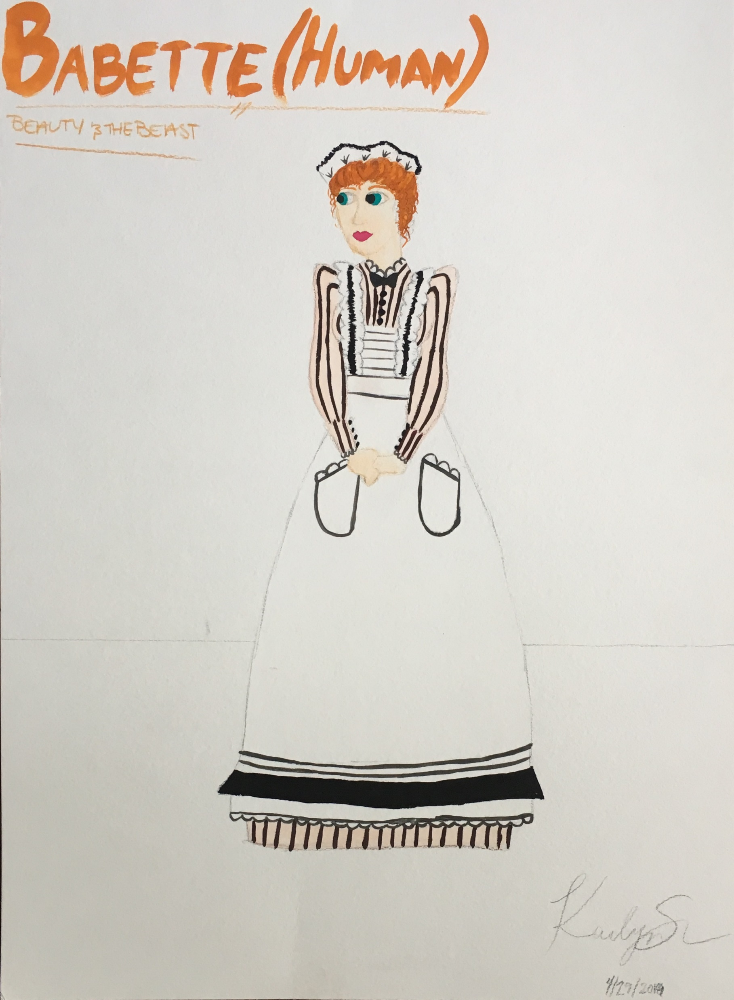 BABETTE (HUMAN)
BEAUTY & THE BEAST
4/29/2019